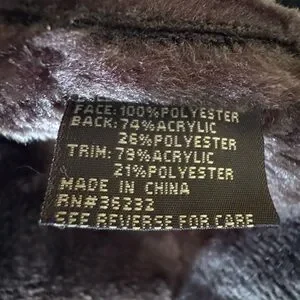 FACE: 100% POLYESTER
BACK: 74% ACRYLIC
26% POLYESTER
TRIM: 79% ACRYLIC
21% POLYESTER
MADE IN CHINA
RN#36232
SEE REVERSE FOR CARE